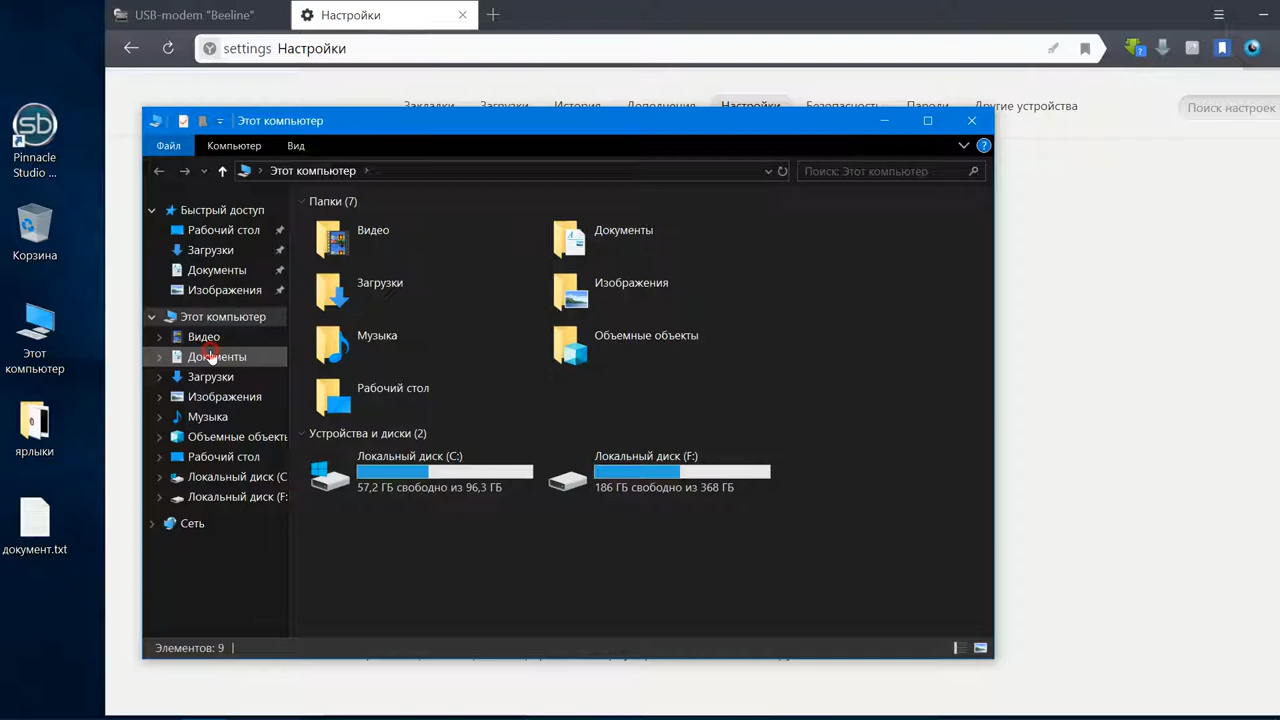 USB-modem "Beeline"
Настройки
settings Настройки
Закладки Загрузки История Дополнения Настройки Безопасность Пароли Другие устройства
Поиск настроек
Этот компьютер
Файл Компьютер Вид
Этот компьютер
Поиск: Этот компьютер
Быстрый доступ
Рабочий стол
Загрузки
Документы
Изображения
Этот компьютер
Видео
Документы
Загрузки
Изображения
Музыка
Объемные объекть
Рабочий стол
Локальный диск (C
Локальный диск (F:
Сеть
Папки (7)
Видео
Документы
Загрузки
Изображения
Музыка
Объемные объекты
Рабочий стол
Устройства и диски (2)
Локальный диск (C:)
57,2 ГБ свободно из 96,3 ГБ
Локальный диск (F:)
186 ГБ свободно из 368 ГБ
Элементов: 9
sb
Pinnacle
Studio ...
Корзина
Этот
компьютер
ярлыки
документ.txt